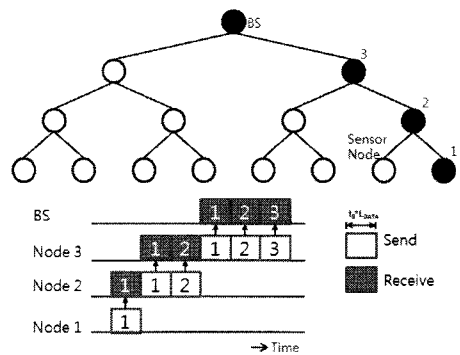 BS
3
2
Sensor
Node
1
BS 1 2 3
Node 3 1 2 1 2 3
Node 2 1 1 2
Node 1 1
Send
Receive
→ Time